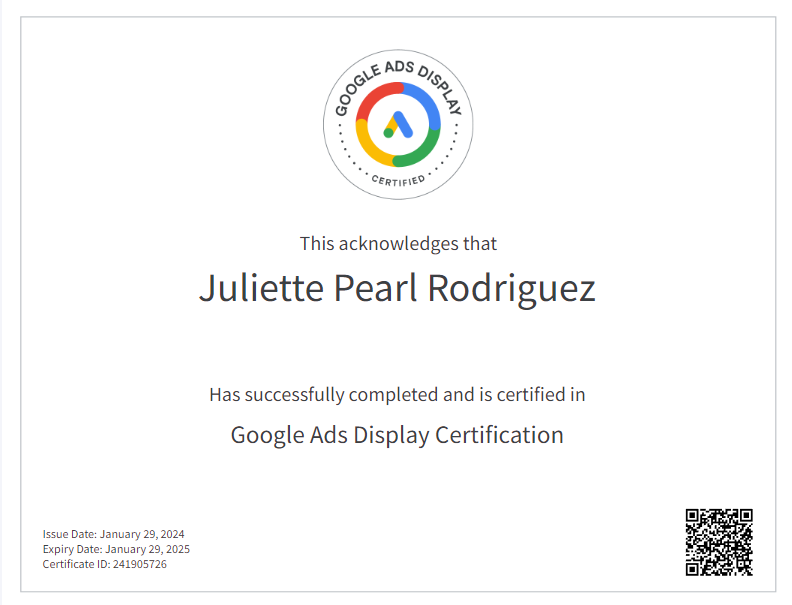 GOOGLE ADS DISPLAY
CERTIFIED
This acknowledges that
Juliette Pearl Rodriguez
Has successfully completed and is certified in
Google Ads Display Certification
Issue Date: January 29, 2024
Expiry Date: January 29, 2025
Certificate ID: 241905726